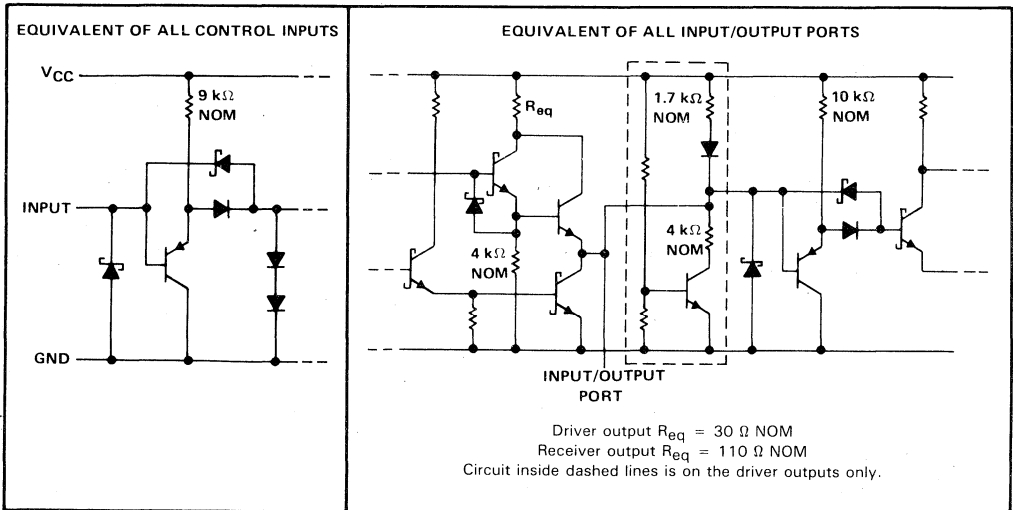 EQUIVALENT OF ALL CONTROL INPUTS
VCC
9 kΩ
NOM
INPUT
GND
EQUIVALENT OF ALL INPUT/OUTPUT PORTS
Req
1.7 kΩ
NOM
10 kΩ
NOM
4 kΩ
NOM
4 kΩ
NOM
INPUT/OUTPUT
PORT
Driver output Req = 30 Ω NOM
Receiver output Req = 110 Ω NOM
Circuit inside dashed lines is on the driver outputs only.